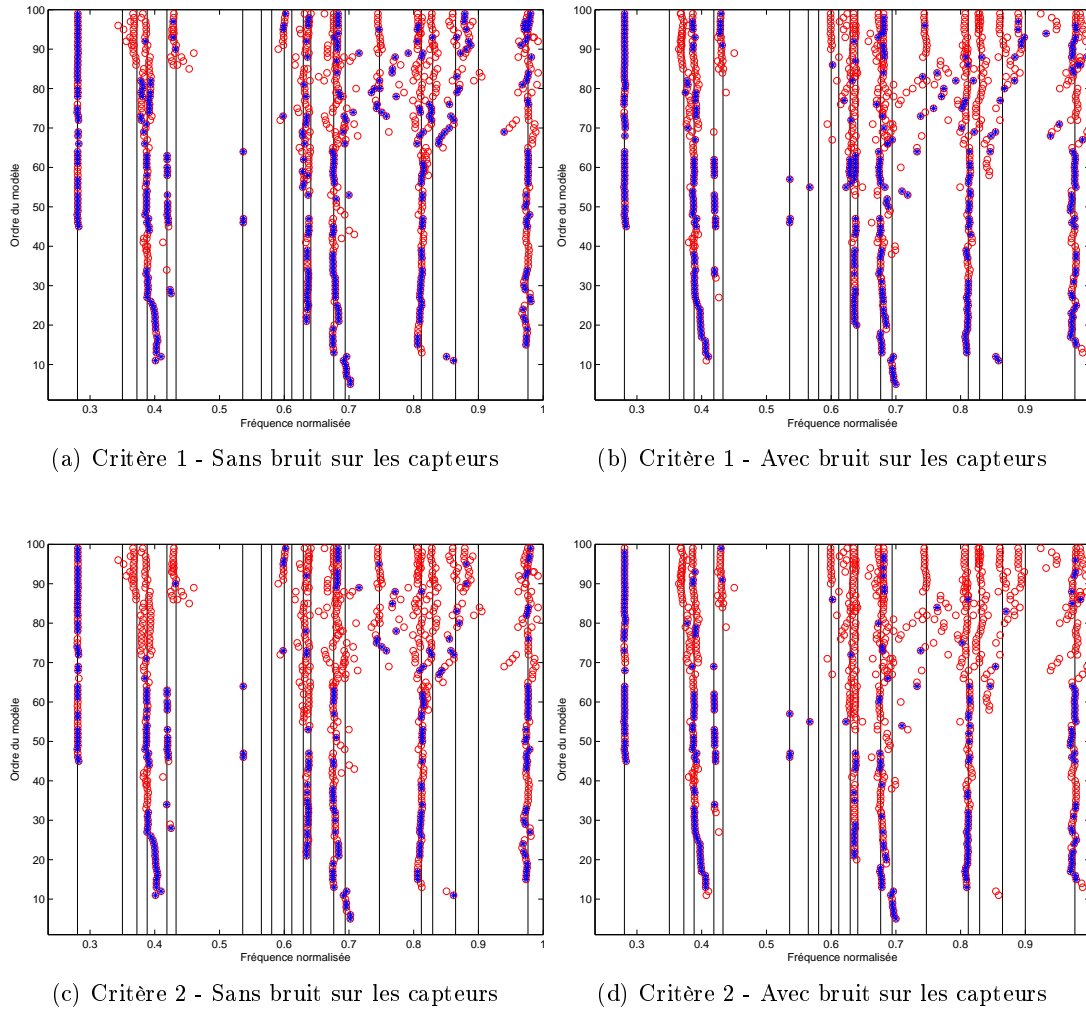 100
90
80
70
60
50
40
30
20
10
Ordre du modèle
0.3 0.4 0.5 0.6 0.7 0.8 0.9 1
Fréquence normalisée
(a) Critère 1 - Sans bruit sur les capteurs
100
90
80
70
60
50
40
30
20
10
Ordre du modèle
0.3 0.4 0.5 0.6 0.7 0.8 0.9
Fréquence normalisée
(b) Critère 1 - Avec bruit sur les capteurs
100
90
80
70
60
50
40
30
20
10
Ordre du modèle
0.3 0.4 0.5 0.6 0.7 0.8 0.9 1
Fréquence normalisée
(c) Critère 2 - Sans bruit sur les capteurs
100
90
80
70
60
50
40
30
20
10
Ordre du modèle
0.3 0.4 0.5 0.6 0.7 0.8 0.9
Fréquence normalisée
(d) Critère 2 - Avec bruit sur les capteurs